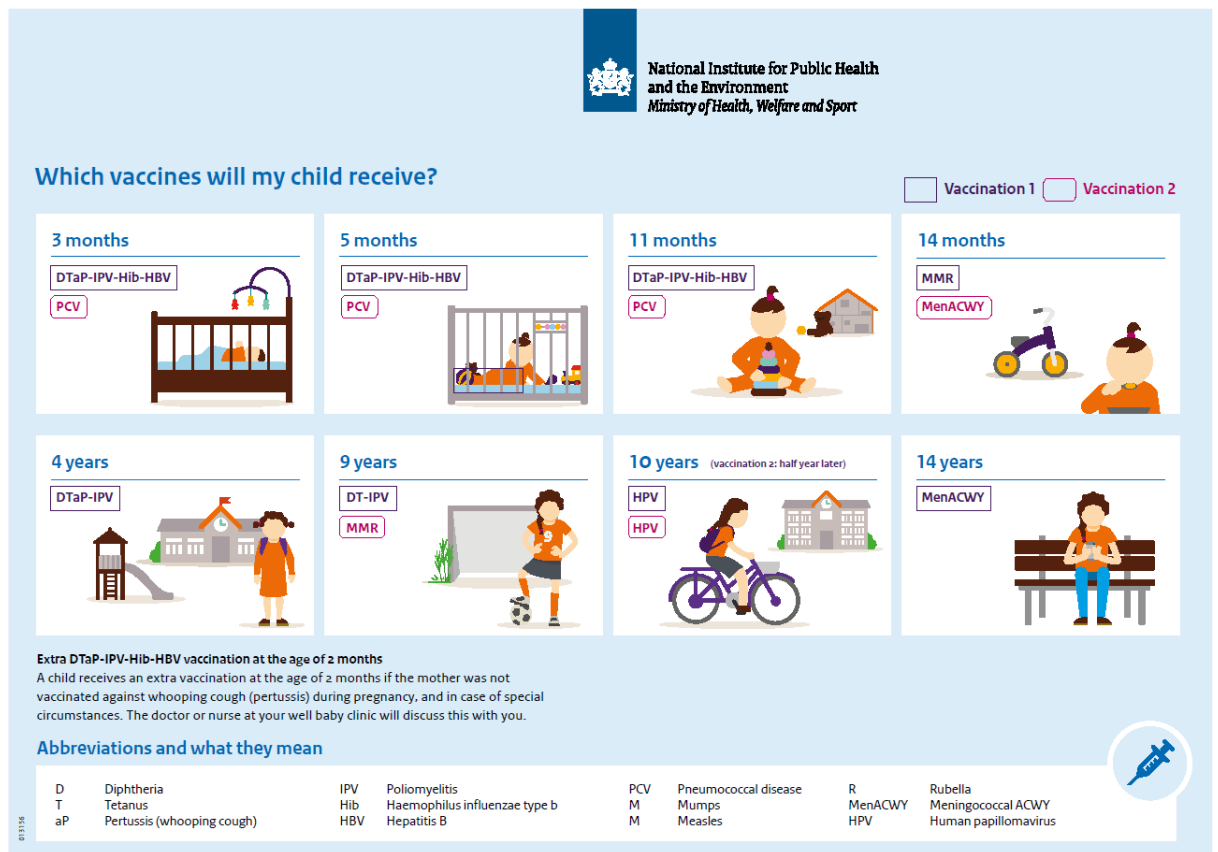 National Institute for Public Health
and the Environment
Ministry of Health, Welfare and Sport
Which vaccines will my child receive?
Vaccination 1 Vaccination 2
3 months
DTaP-IPV-Hib-HBV
PCV
5 months
DTaP-IPV-Hib-HBV
PCV
11 months
DTaP-IPV-Hib-HBV
PCV
14 months
MMR
MenACWY
4 years
DTaP-IPV
9 years
DT-IPV
MMR
9
10 years (vaccination 2: half year later)
HPV
HPV
14 years
MenACWY
Extra DTaP-IPV-Hib-HBV vaccination at the age of 2 months
A child receives an extra vaccination at the age of 2 months if the mother was not
vaccinated against whooping cough (pertussis) during pregnancy, and in case of special
circumstances. The doctor or nurse at your well baby clinic will discuss this with you.
Abbreviations and what they mean
D Diphtheria
T Tetanus
aP Pertussis (whooping cough)
IPV Poliomyelitis
Hib Haemophilus influenzae type b
HBV Hepatitis B
PCV Pneumococcal disease
M Mumps
M Measles
R Rubella
MenACWY Meningococcal ACWY
HPV Human papillomavirus
013156